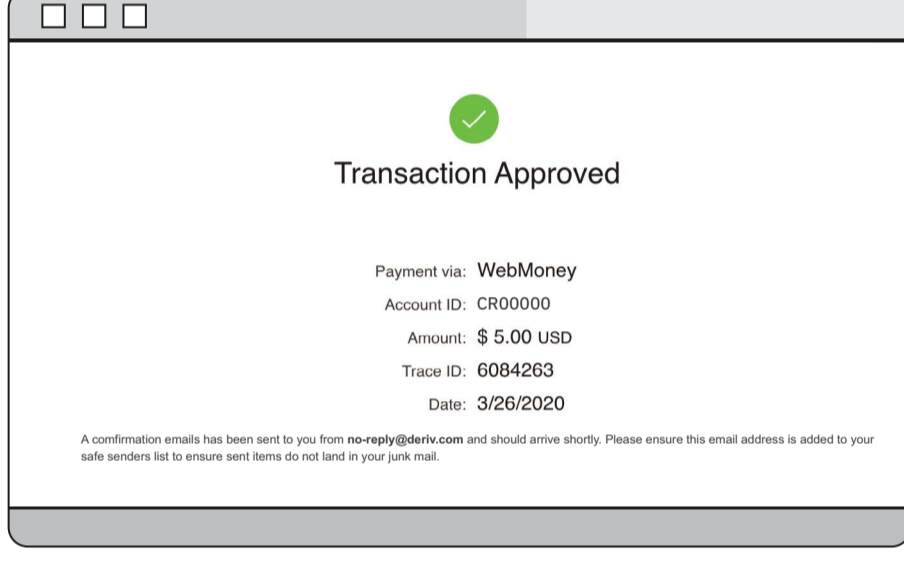 Transaction Approved
Payment via: WebMoney
Account ID: CR00000
Amount: $ 5.00 USD
Trace ID: 6084263
Date: 3/26/2020
A comfirmation emails has been sent to you from no-reply@deriv.com and should arrive shortly. Please ensure this email address is added to your
safe senders list to ensure sent items do not land in your junk mail.